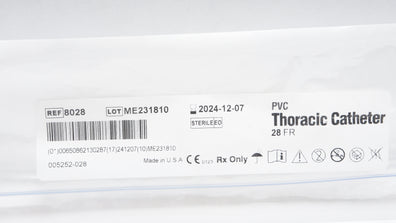 REF 8028 LOT ME231810 2024-12-07
STERILE EO
PVC
Thoracic Catheter
28 FR
(01)00650862130287(17)241207(10)ME231810
005252-028
Made in U.S.A. CE Rx Only